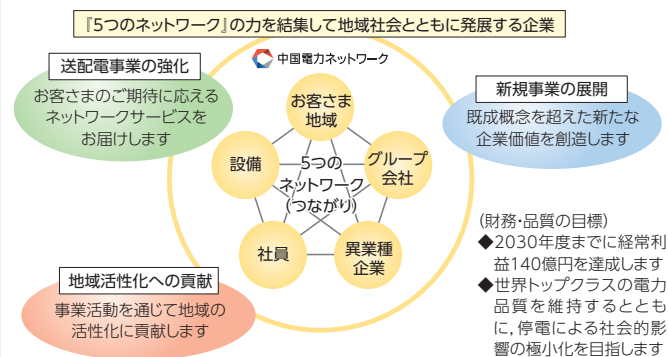 『5つのネットワーク』の力を結集して地域社会とともに発展する企業
中国電力ネットワーク
送配電事業の強化
お客さまのご期待に応える
ネットワークサービスを
お届けします
新規事業の展開
既成概念を超えた新たな
企業価値を創造します
お客さま
地域
設備
グループ
会社
5つの
ネットワーク
(つながり)
社員
異業種
企業
地域活性化への貢献
事業活動を通じて地域の
活性化に貢献します
(財務・品質の目標)
◆2030年度までに経常利
益140億円を達成します
◆世界トップクラスの電力
品質を維持するととも
に,停電による社会的影
響の極小化を目指します